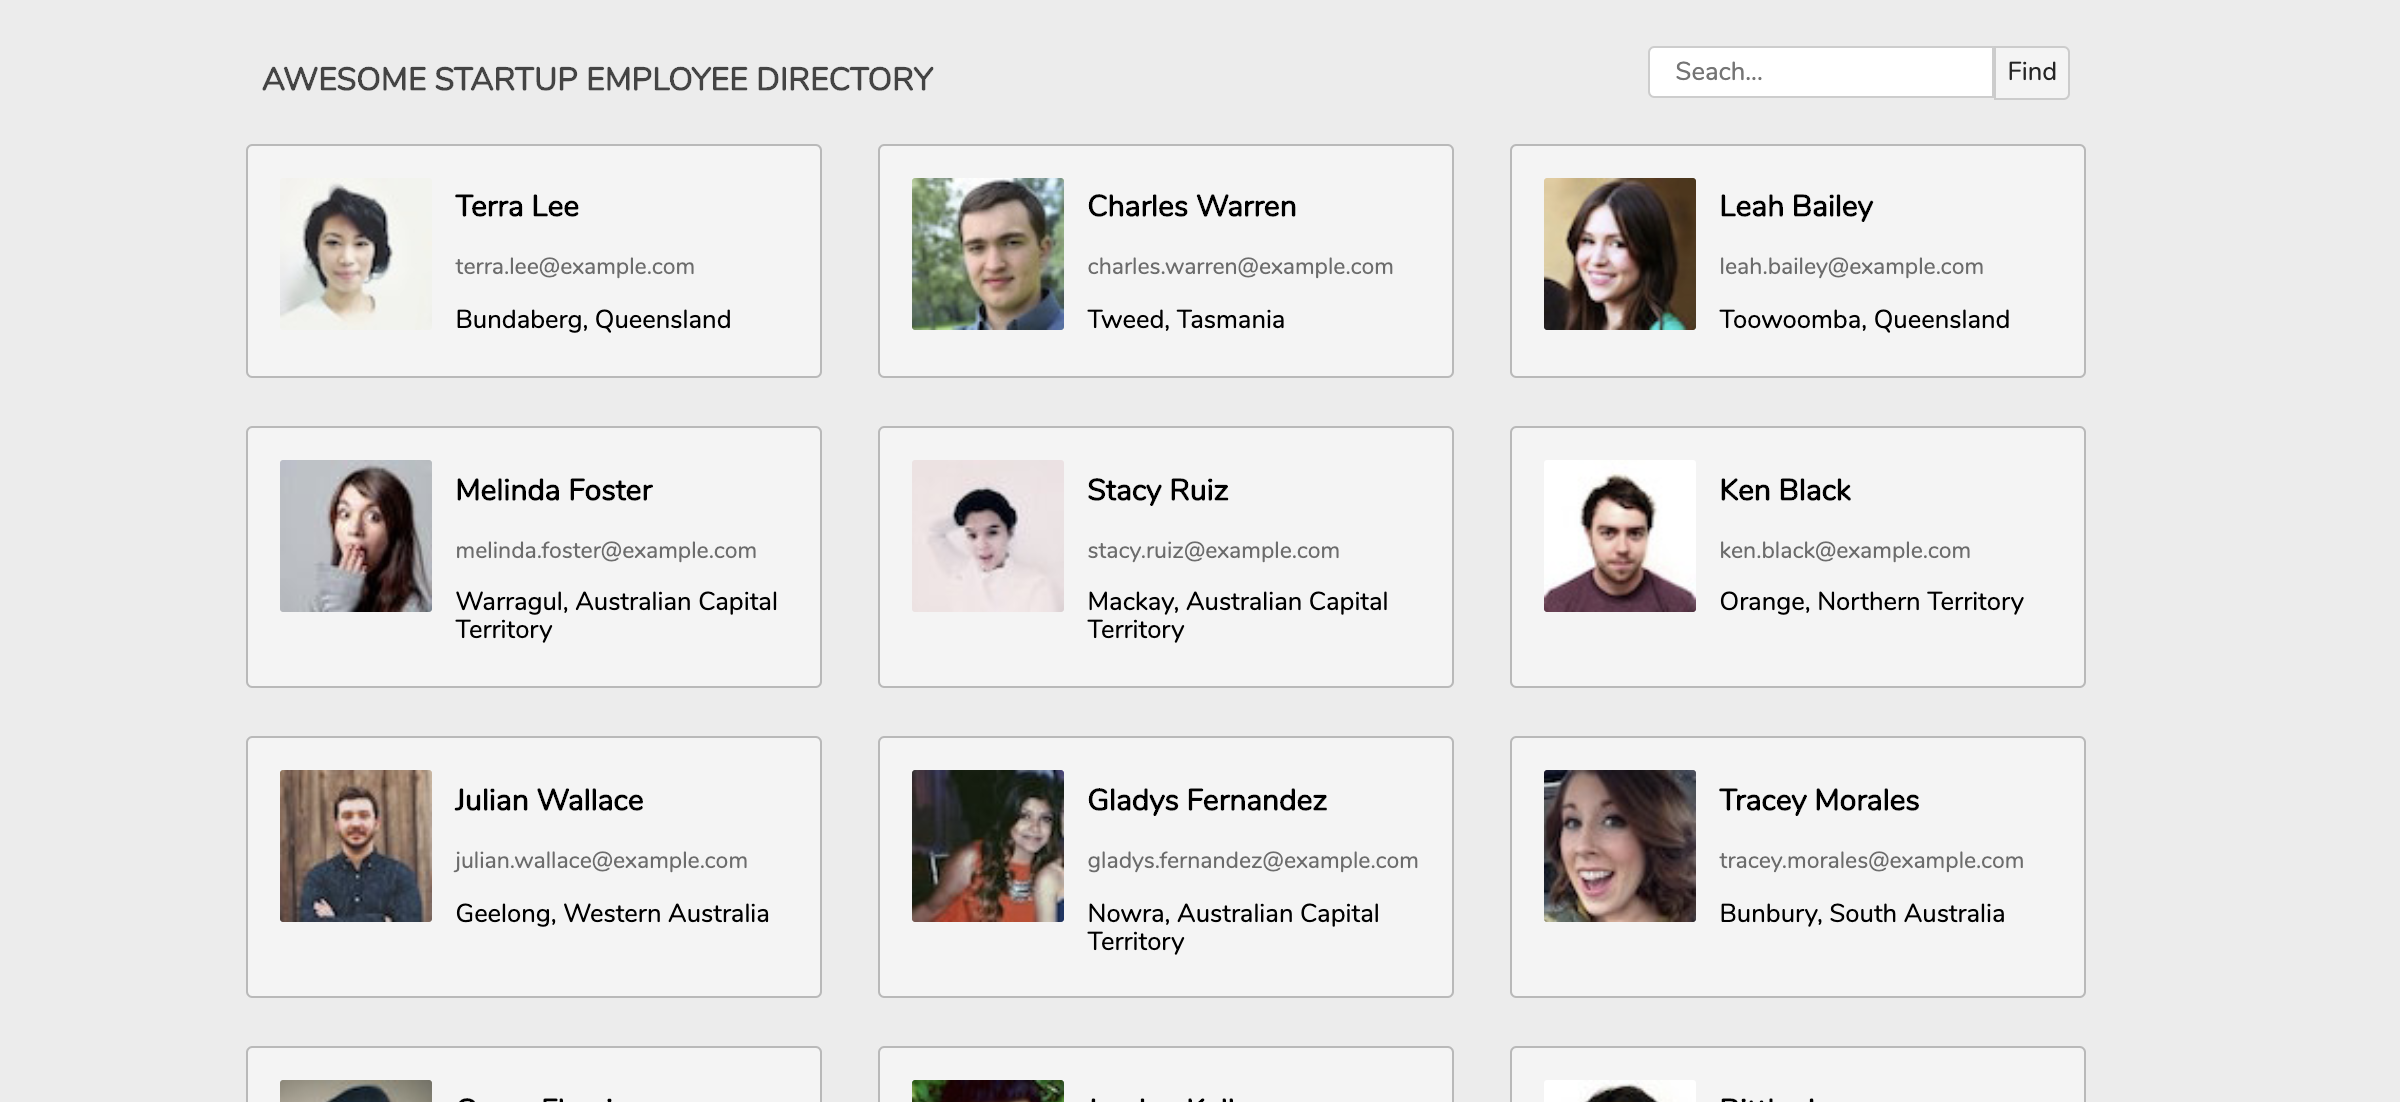 AWESOME STARTUP EMPLOYEE DIRECTORY
Seach...
Find
Terra Lee
terra.lee@example.com
Bundaberg, Queensland
Charles Warren
charles.warren@example.com
Tweed, Tasmania
Leah Bailey
leah.bailey@example.com
Toowoomba, Queensland
Melinda Foster
melinda.foster@example.com
Warragul, Australian Capital
Territory
Stacy Ruiz
stacy.ruiz@example.com
Mackay, Australian Capital
Territory
Ken Black
ken.black@example.com
Orange, Northern Territory
Julian Wallace
julian.wallace@example.com
Geelong, Western Australia
Gladys Fernandez
gladys.fernandez@example.com
Nowra, Australian Capital
Territory
Tracey Morales
tracey.morales@example.com
Bunbury, South Australia